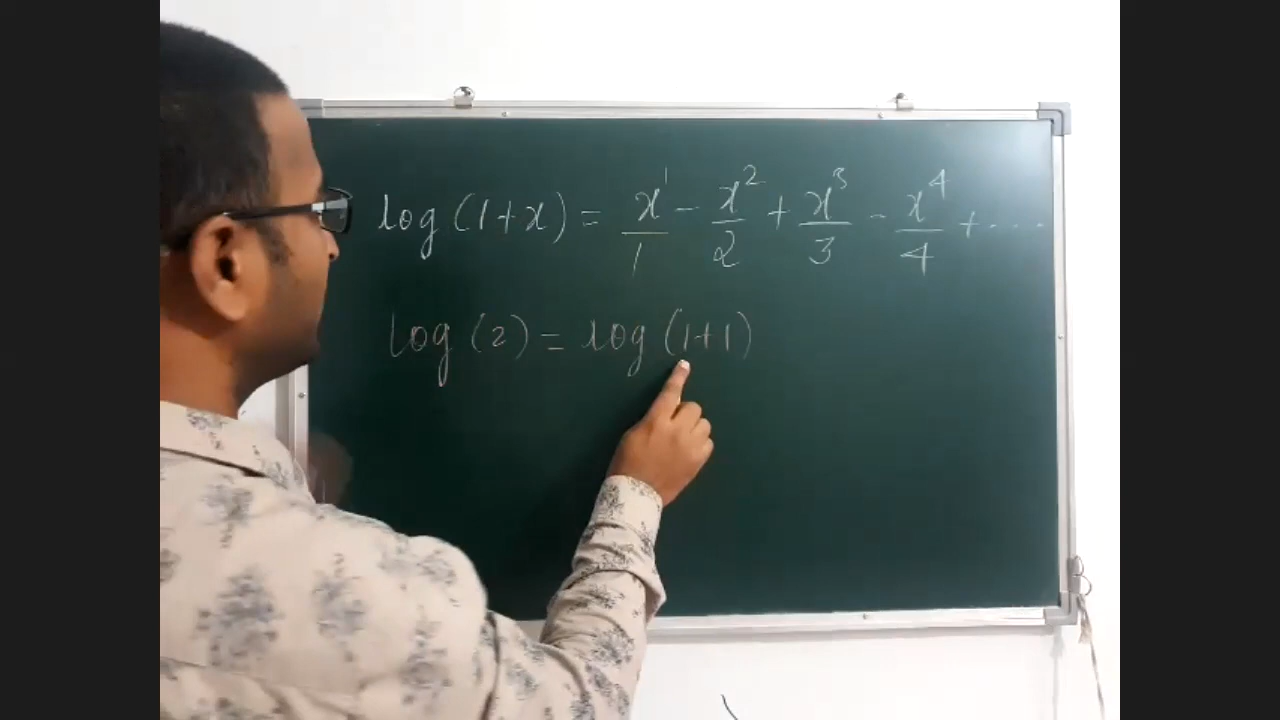 log (1+x) = x¹/1 - x²/2 + x³/3 - x⁴/4 + ....
log (2) = log (1+1)